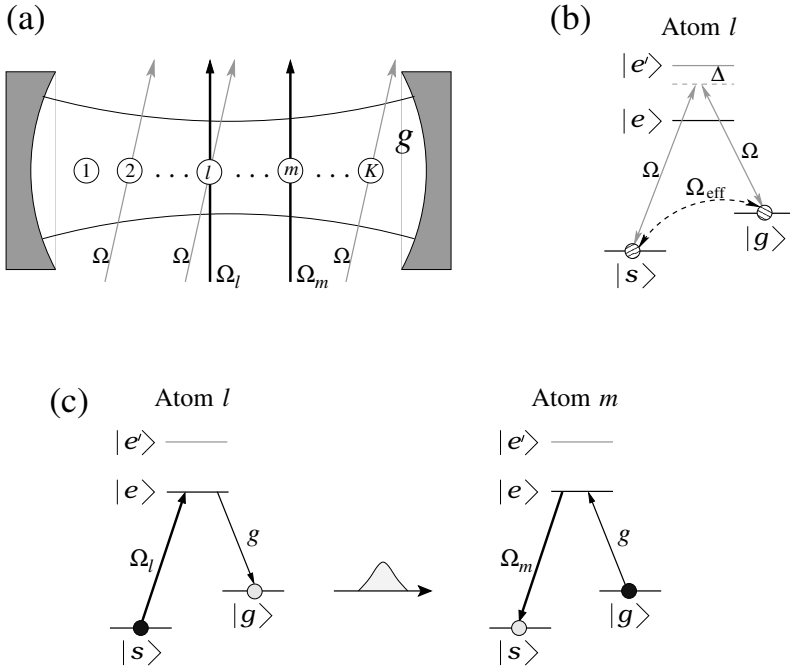 (a)
g
1 2 . . . l . . . m . . . K
Ω Ω Ω_l Ω_m Ω
(b)
Atom l
|e′⟩
Δ
|e⟩
Ω Ω
Ω_eff
|g⟩
|s⟩
(c)
Atom l Atom m
|e′⟩ |e′⟩
|e⟩ |e⟩
Ω_l g Ω_m g
|g⟩ |g⟩
|s⟩ |s⟩